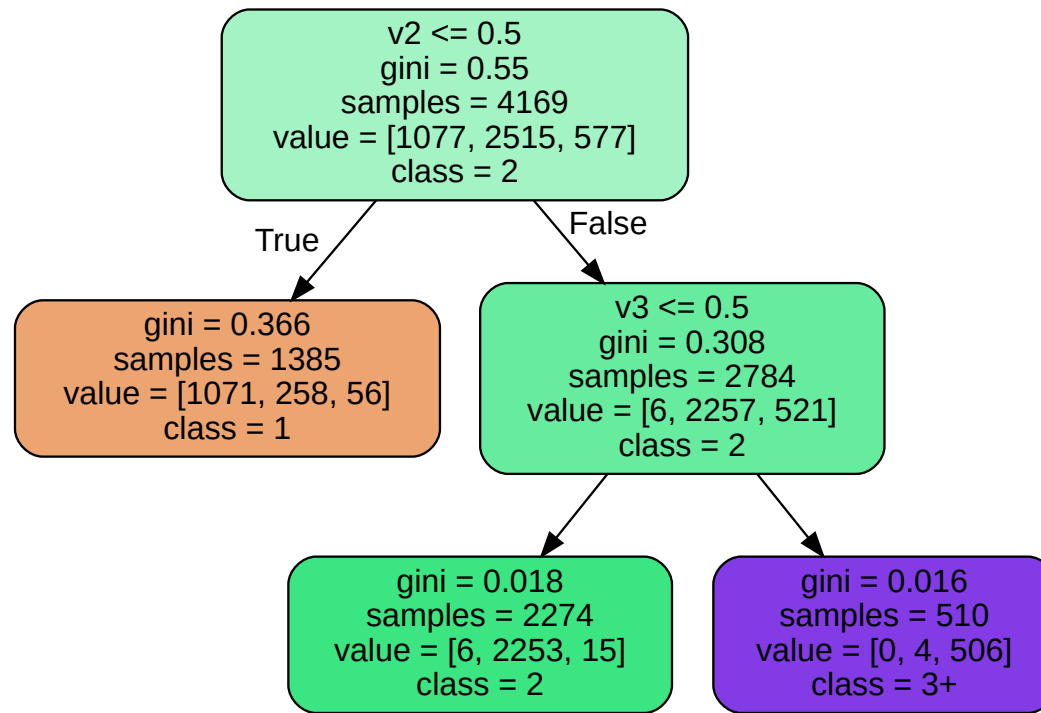 v2 <= 0.5
gini = 0.55
samples = 4169
value = [1077, 2515, 577]
class = 2
True
False
gini = 0.366
samples = 1385
value = [1071, 258, 56]
class = 1
v3 <= 0.5
gini = 0.308
samples = 2784
value = [6, 2257, 521]
class = 2
gini = 0.018
samples = 2274
value = [6, 2253, 15]
class = 2
gini = 0.016
samples = 510
value = [0, 4, 506]
class = 3+